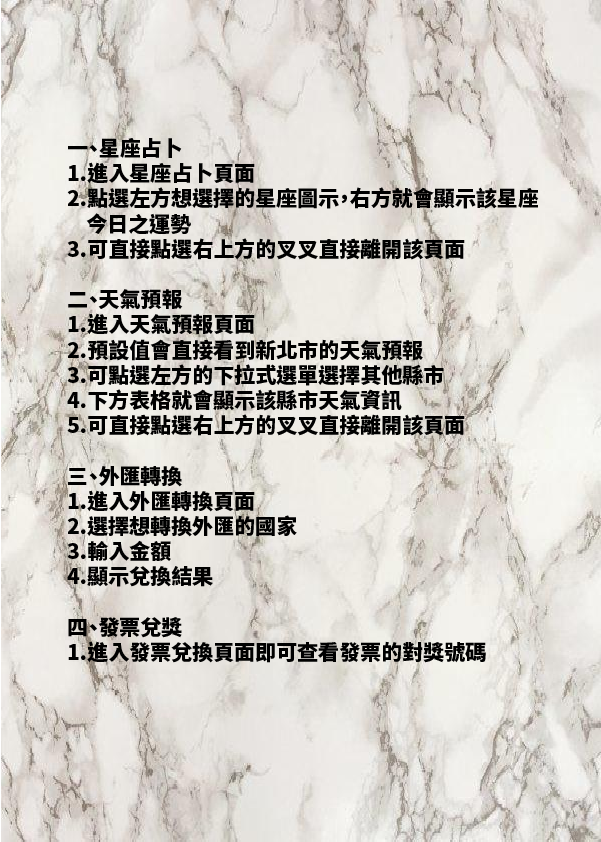 一、星座占卜
1.進入星座占卜頁面
2.點選左方想選擇的星座圖示，右方就會顯示該星座
今日之運勢
3.可直接點選右上方的叉叉直接離開該頁面
二、天氣預報
1.進入天氣預報頁面
2.預設值會直接看到新北市的天氣預報
3.可點選左方的下拉式選單選擇其他縣市
4.下方表格就會顯示該縣市天氣資訊
5.可直接點選右上方的叉叉直接離開該頁面
三、外匯轉換
1.進入外匯轉換頁面
2.選擇想轉換外匯的國家
3.輸入金額
4.顯示兌換結果
四、發票兌獎
1.進入發票兌換頁面即可查看發票的對獎號碼